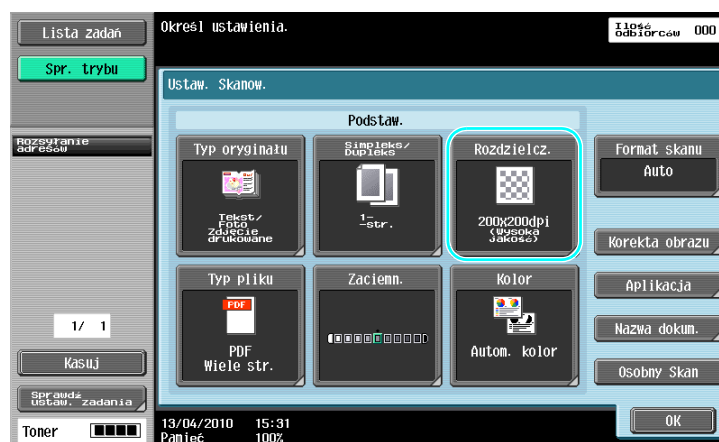 Lista zadań
Spr. trybu
Określ ustawienia.
Ilość
odbiorców 000
Ustaw. Skanow.
Rozsyłanie
adresów
Podstaw.
Typ oryginału
Tekst/
Foto
Zdjęcie
drukowane
Simpleks/
Dupleks
1-
-str.
Rozdzielcz.
200x200dpi
(Wysoka
jakość)
Format skanu
Auto
Korekta obrazu
Typ pliku
PDF
PDF
Wiele str.
Zaciemn.
Kolor
Autom. kolor
Aplikacja
Nazwa dokum.
Osobny Skan
1/ 1
Kasuj
Sprawdź
ustaw. zadania
Toner
13/04/2010 15:31
Pamięć 100%
OK